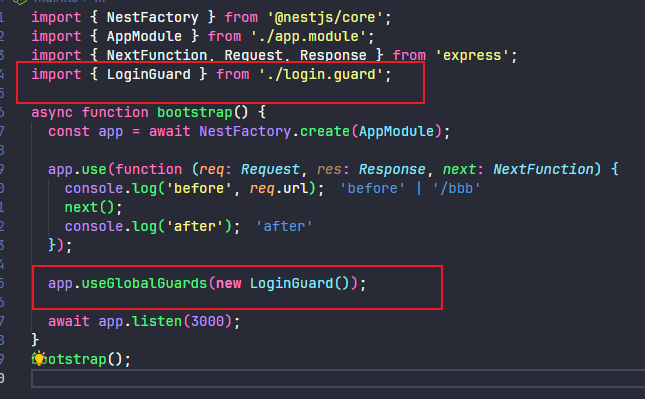 import { NestFactory } from '@nestjs/core';
import { AppModule } from './app.module';
import { NextFunction, Request, Response } from 'express';
import { LoginGuard } from './login.guard';
async function bootstrap() {
const app = await NestFactory.create(AppModule);
app.use(function (req: Request, res: Response, next: NextFunction) {
console.log('before', req.url); 'before' | '/bbb'
next();
console.log('after'); 'after'
});
app.useGlobalGuards(new LoginGuard());
await app.listen(3000);
}
bootstrap();